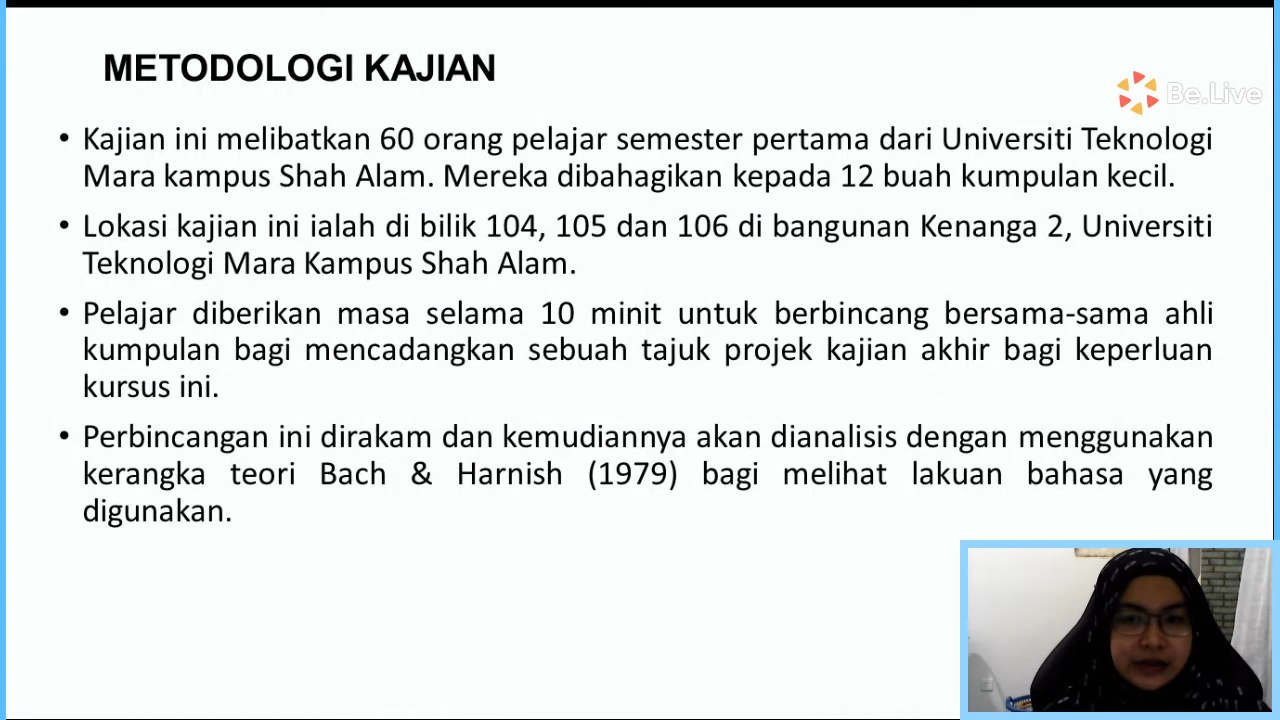 METODOLOGI KAJIAN
Be.Live
• Kajian ini melibatkan 60 orang pelajar semester pertama dari Universiti Teknologi
Mara kampus Shah Alam. Mereka dibahagikan kepada 12 buah kumpulan kecil.
• Lokasi kajian ini ialah di bilik 104, 105 dan 106 di bangunan Kenanga 2, Universiti
Teknologi Mara Kampus Shah Alam.
• Pelajar diberikan masa selama 10 minit untuk berbincang bersama-sama ahli
kumpulan bagi mencadangkan sebuah tajuk projek kajian akhir bagi keperluan
kursus ini.
• Perbincangan ini dirakam dan kemudiannya akan dianalisis dengan menggunakan
kerangka teori Bach & Harnish (1979) bagi melihat lakuan bahasa yang
digunakan.